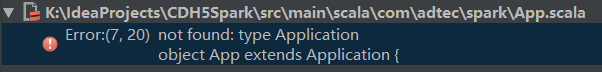 K:\IdeaProjects\CDH5Spark\src\main\scala\com\adtec\spark\App.scala
Error:(7, 20) not found: type Application
object App extends Application {